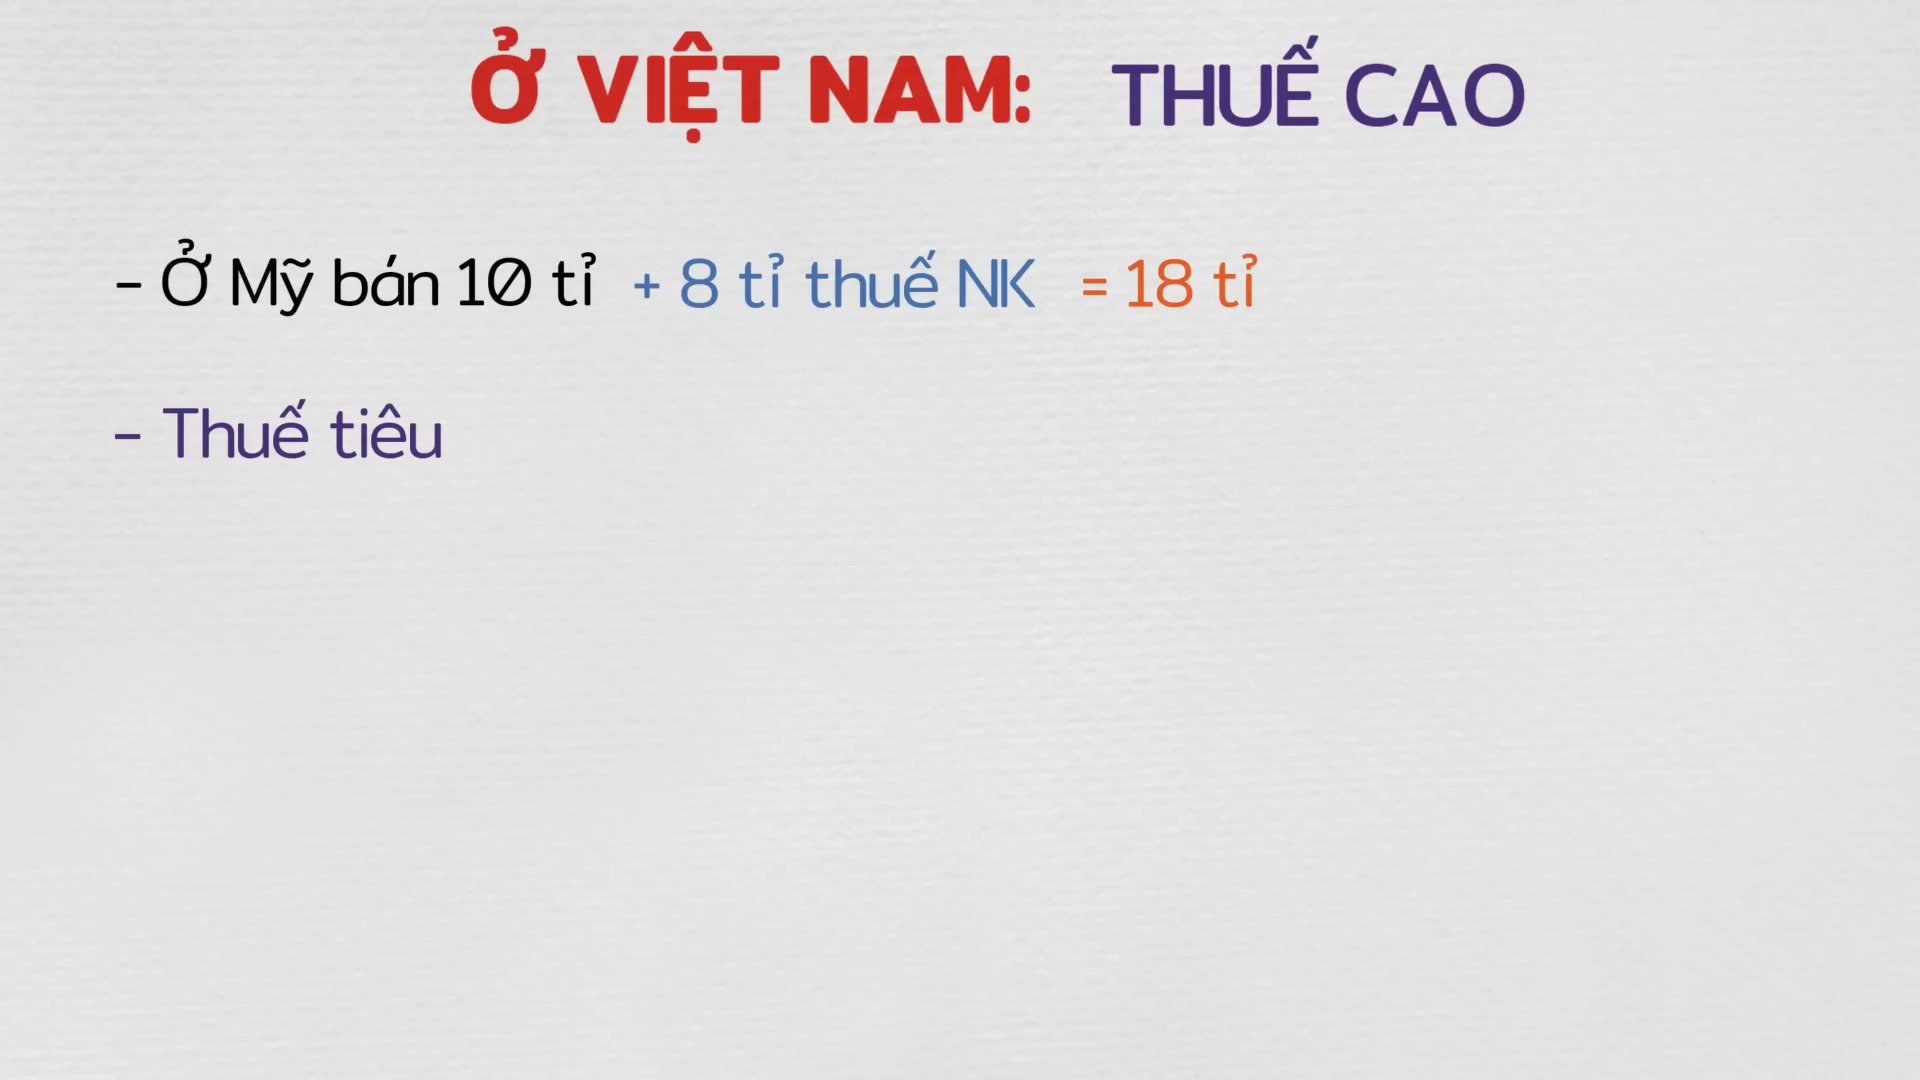 Ở VIỆT NAM: THUẾ CAO
- Ở Mỹ bán 10 tỉ + 8 tỉ thuế NK = 18 tỉ
- Thuế tiêu